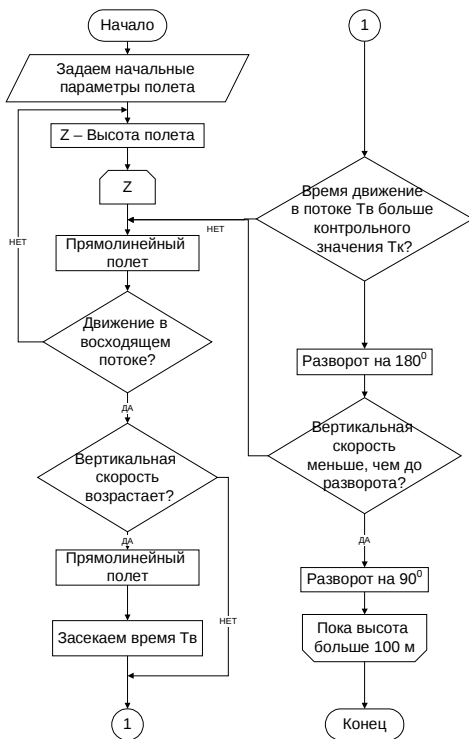 Начало
Задаем начальные
параметры полета
Z – Высота полета
Z
НЕТ
Прямолинейный
полет
Движение в
восходящем
потоке?
ДА
Вертикальная
скорость
возрастает?
ДА
Прямолинейный
полет
НЕТ
Засекаем время Тв
1
1
Время движение
в потоке Тв больше
контрольного
значения Тк?
НЕТ
Разворот на 180⁰
Вертикальная
скорость
меньше, чем до
разворота?
ДА
Разворот на 90⁰
Пока высота
больше 100 м
Конец